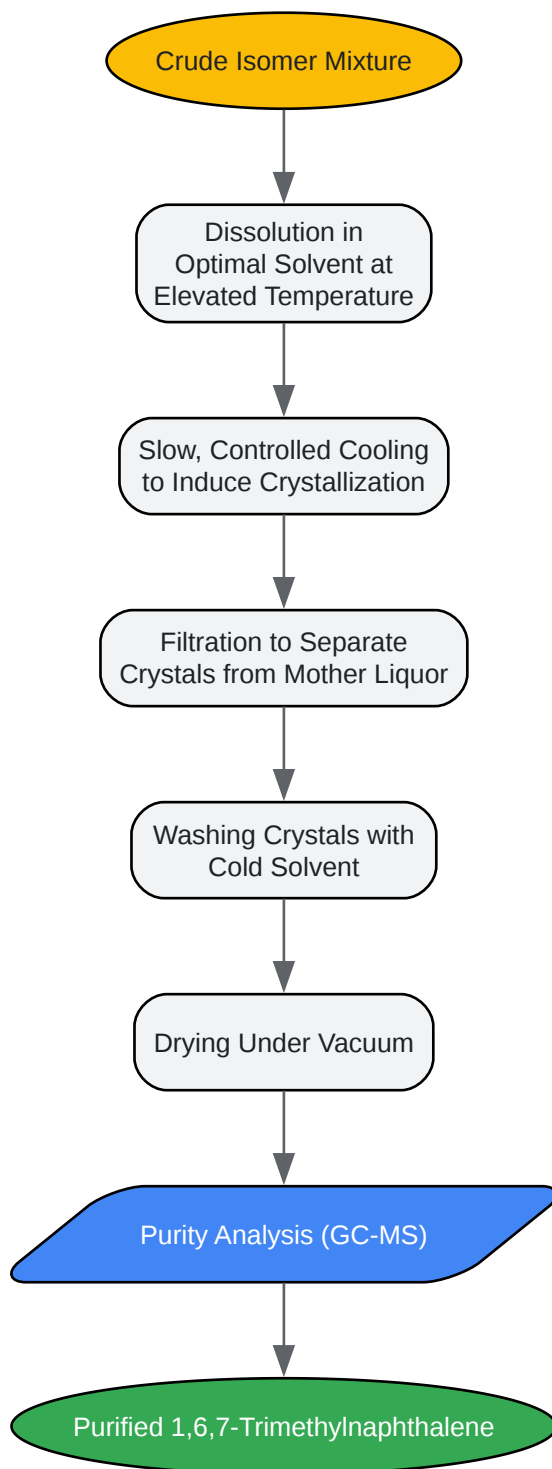 Crude Isomer Mixture
Dissolution in
Optimal Solvent at
Elevated Temperature
Slow, Controlled Cooling
to Induce Crystallization
Filtration to Separate
Crystals from Mother Liquor
Washing Crystals with
Cold Solvent
Drying Under Vacuum
Purity Analysis (GC-MS)
Purified 1,6,7-Trimethylnaphthalene